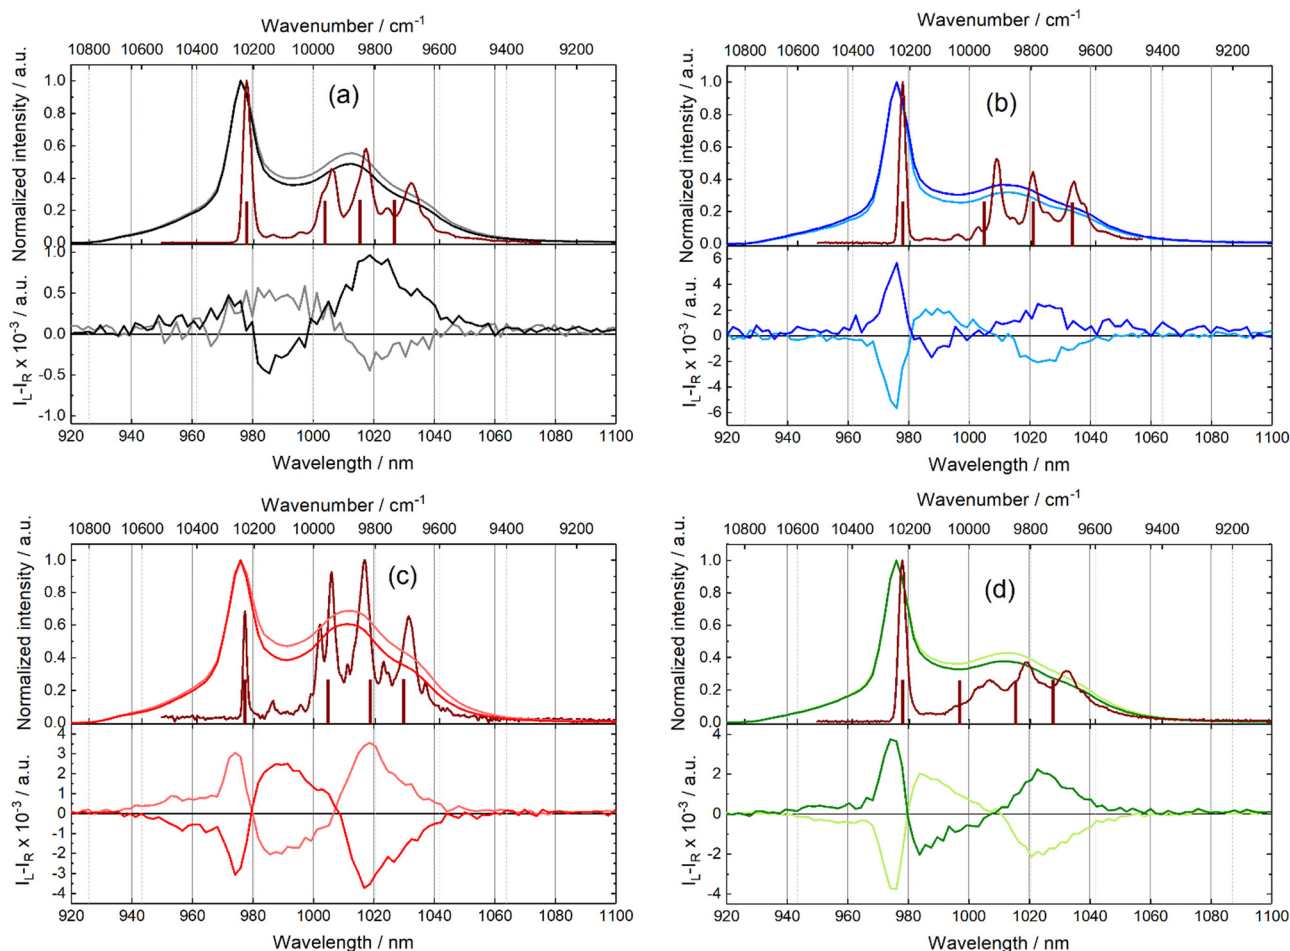 Wavenumber / cm-1
10800 10600 10400 10200 10000 9800 9600 9400 9200
Normalized intensity / a.u.
1.0
0.8
0.6
0.4
0.2
0.0
(a)
IL-IR x 10-3 / a.u.
1.0
0.5
0.0
-0.5
-1.0
920 940 960 980 1000 1020 1040 1060 1080 1100
Wavelength / nm
Wavenumber / cm-1
10800 10600 10400 10200 10000 9800 9600 9400 9200
Normalized intensity / a.u.
1.0
0.8
0.6
0.4
0.2
0.0
(b)
IL-IR x 10-3 / a.u.
6
4
2
0
-2
-4
-6
920 940 960 980 1000 1020 1040 1060 1080 1100
Wavelength / nm
Wavenumber / cm-1
10800 10600 10400 10200 10000 9800 9600 9400 9200
Normalized intensity / a.u.
1.0
0.8
0.6
0.4
0.2
0.0
(c)
IL-IR x 10-3 / a.u.
4
3
2
1
0
-1
-2
-3
-4
920 940 960 980 1000 1020 1040 1060 1080 1100
Wavelength / nm
Wavenumber / cm-1
10800 10600 10400 10200 10000 9800 9600 9400 9200
Normalized intensity / a.u.
1.0
0.8
0.6
0.4
0.2
0.0
(d)
IL-IR x 10-3 / a.u.
4
2
0
-2
-4
920 940 960 980 1000 1020 1040 1060 1080 1100
Wavelength / nm